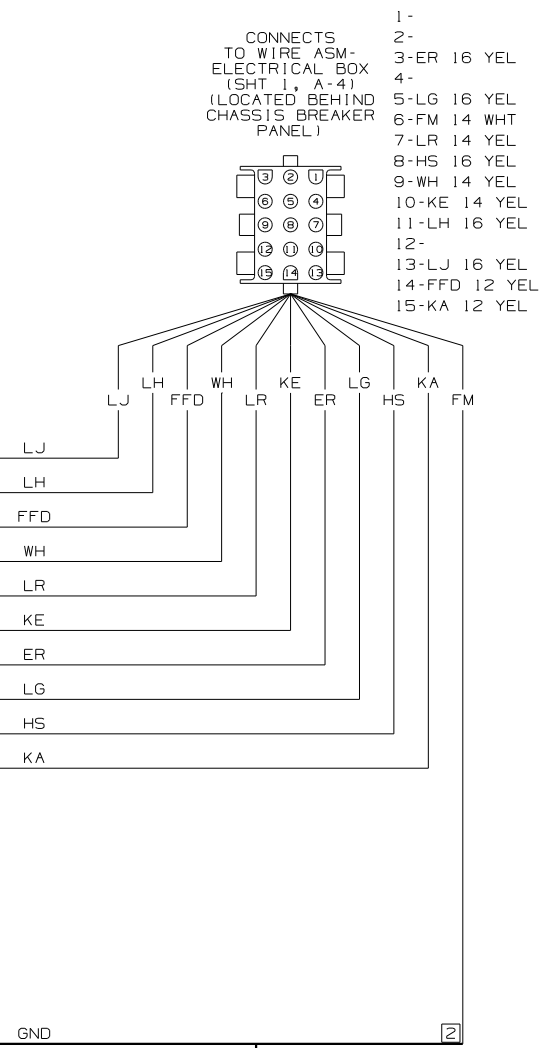 CONNECTS
TO WIRE ASM-
ELECTRICAL BOX
(SHT 1, A-4)
(LOCATED BEHIND
CHASSIS BREAKER
PANEL)
1-
2-
3-ER 16 YEL
4-
5-LG 16 YEL
6-FM 14 WHT
7-LR 14 YEL
8-HS 16 YEL
9-WH 14 YEL
10-KE 14 YEL
11-LH 16 YEL
12-
13-LJ 16 YEL
14-FFD 12 YEL
15-KA 12 YEL
3 2 1
6 5 4
9 8 7
12 11 10
15 14 13
LH WH KE LG KA
LJ FFD LR ER HS FM
LJ
LH
FFD
WH
LR
KE
ER
LG
HS
KA
GND 2